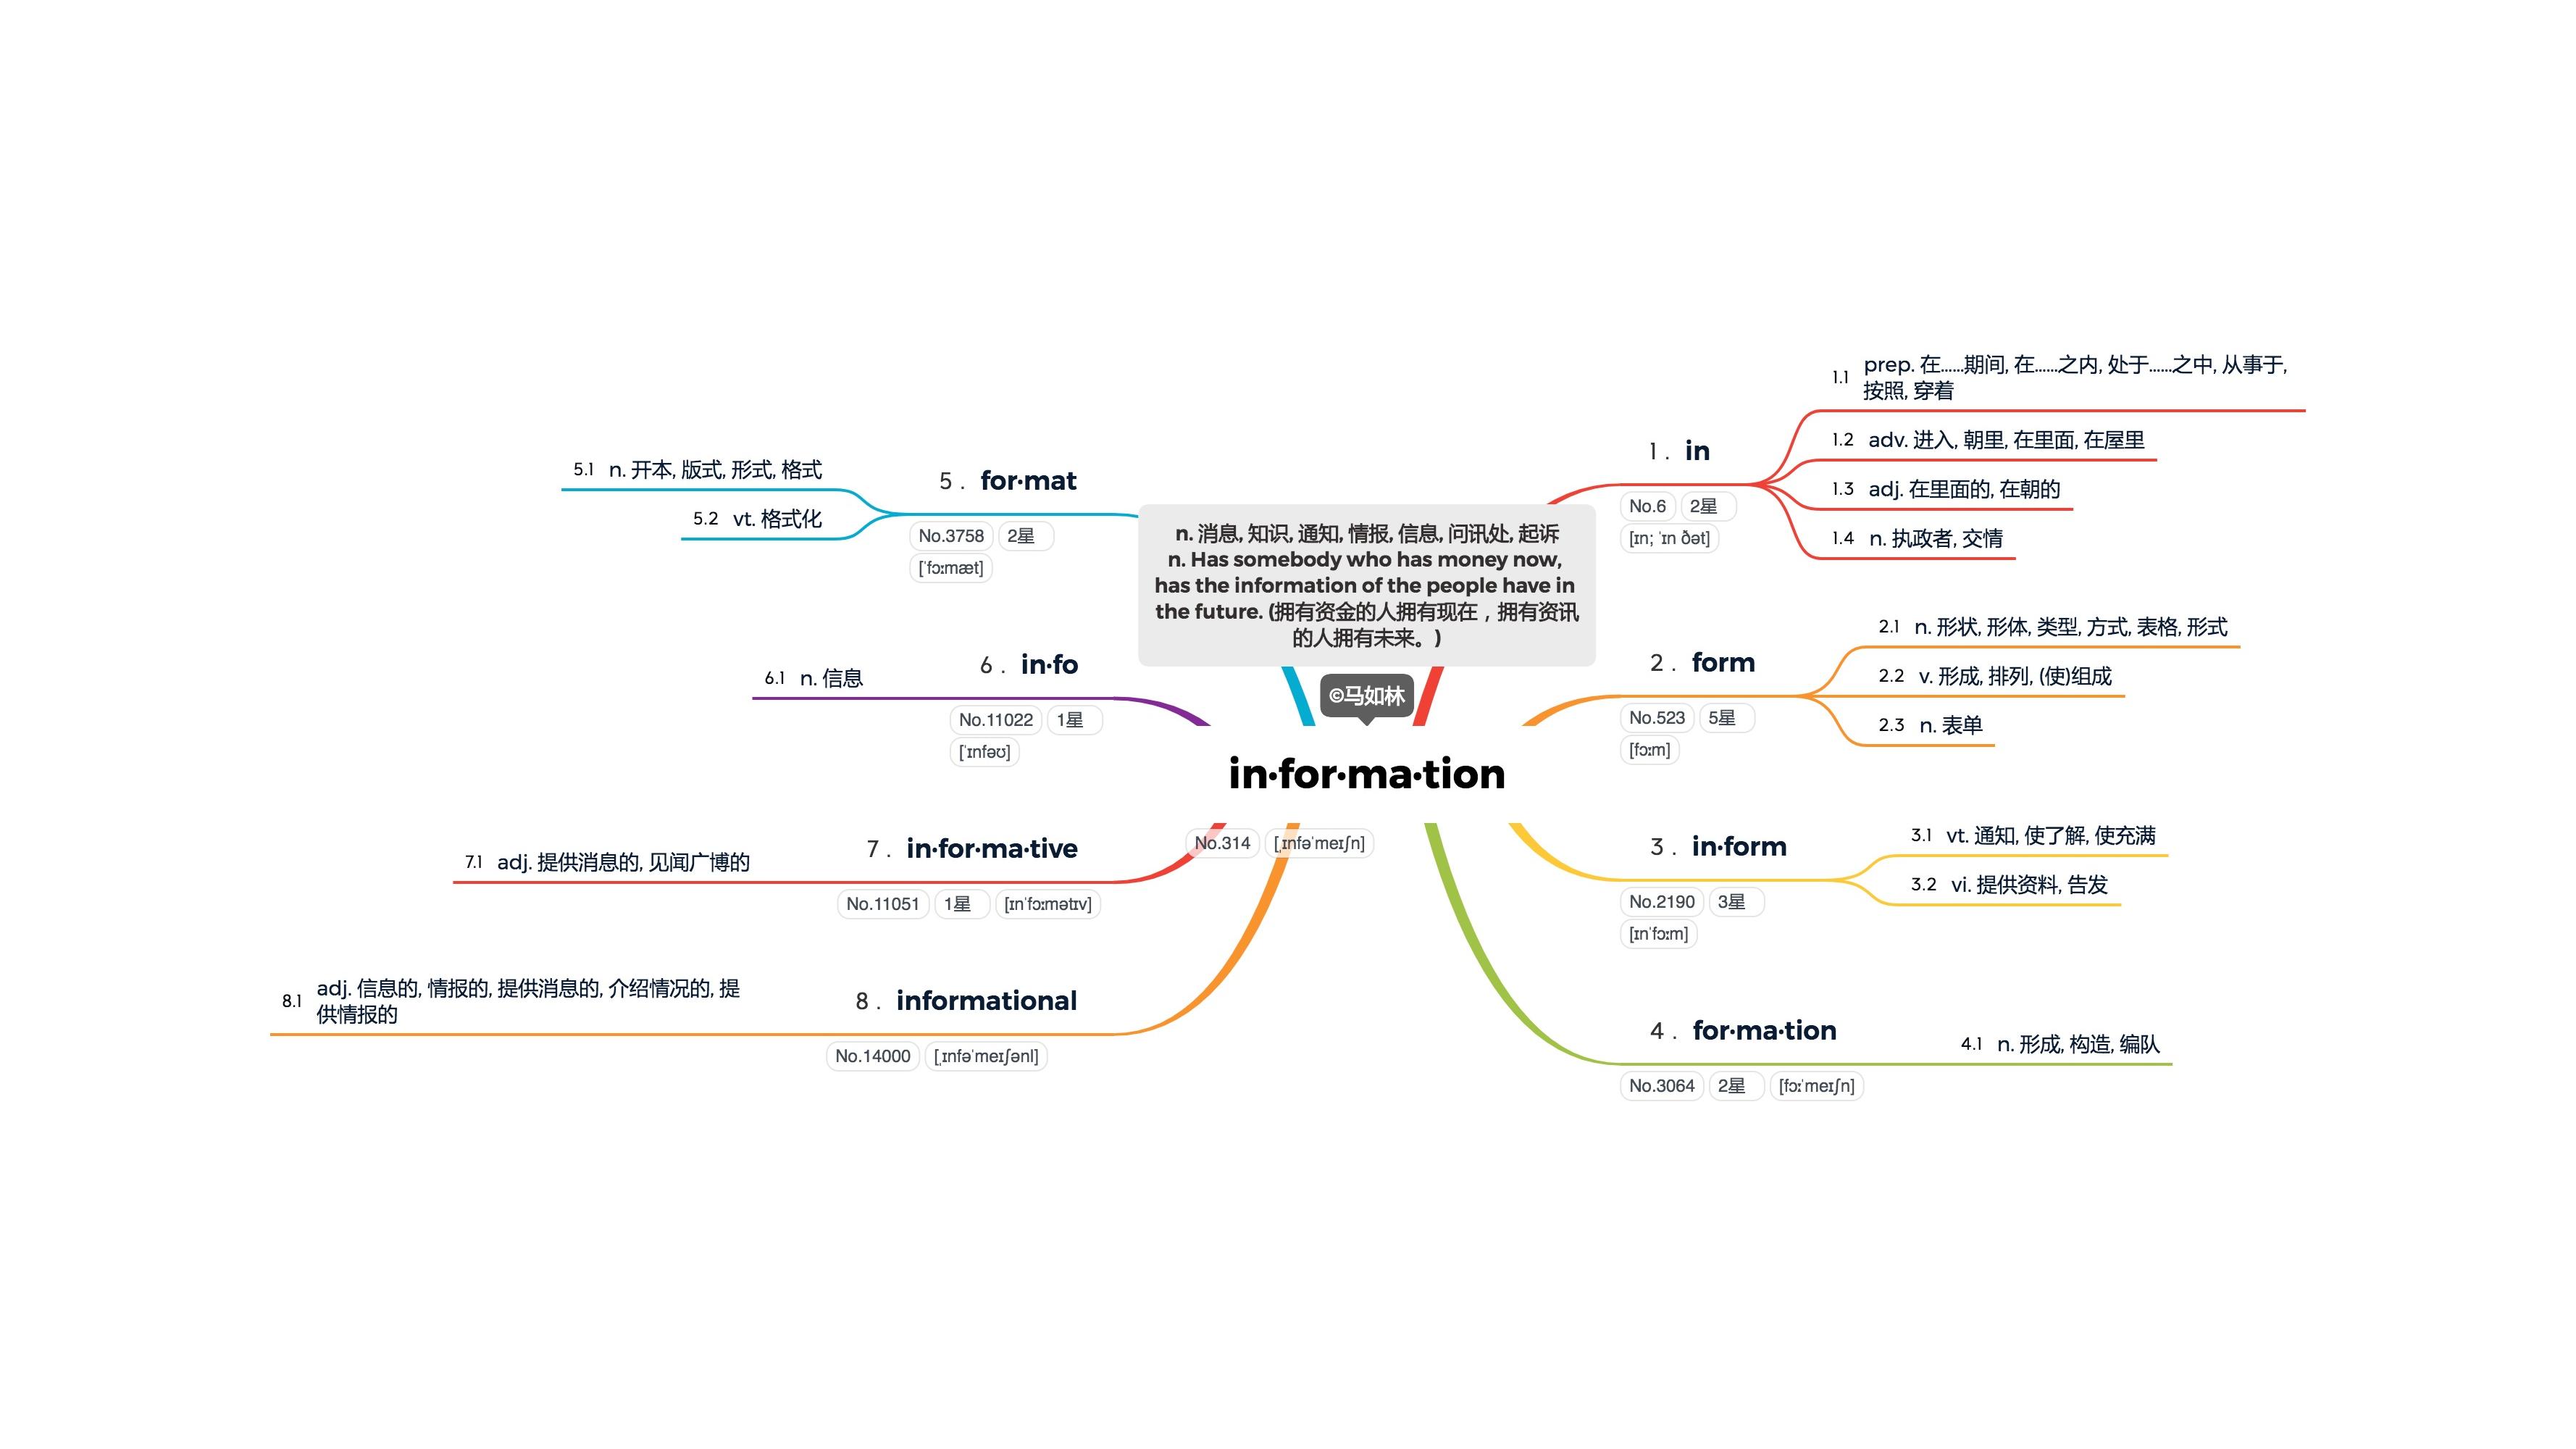 n. 消息, 知识, 通知, 情报, 信息, 问讯处, 起诉
n. Has somebody who has money now,
has the information of the people have in
the future. (拥有资金的人拥有现在，拥有资讯
的人拥有未来。)
©马如林
in·for·ma·tion
No.314 [ˌɪnfəˈmeɪʃn]
1. in
No.6 2星
[ɪn; ˈɪn ðət]
1.1 prep. 在......期间, 在......之内, 处于......之中, 从事于,
按照, 穿着
1.2 adv. 进入, 朝里, 在里面, 在屋里
1.3 adj. 在里面的, 在朝的
1.4 n. 执政者, 交情
2. form
No.523 5星
[fɔːm]
2.1 n. 形状, 形体, 类型, 方式, 表格, 形式
2.2 v. 形成, 排列, (使)组成
2.3 n. 表单
3. in·form
No.2190 3星
[ɪnˈfɔːm]
3.1 vt. 通知, 使了解, 使充满
3.2 vi. 提供资料, 告发
4. for·ma·tion
No.3064 2星 [fɔːˈmeɪʃn]
4.1 n. 形成, 构造, 编队
5. for·mat
No.3758 2星
[ˈfɔːmæt]
5.1 n. 开本, 版式, 形式, 格式
5.2 vt. 格式化
6. in·fo
No.11022 1星
[ˈɪnfəʊ]
6.1 n. 信息
7. in·for·ma·tive
No.11051 1星 [ɪnˈfɔːmətɪv]
7.1 adj. 提供消息的, 见闻广博的
8. informational
No.14000 [ˌɪnfəˈmeɪʃənl]
8.1 adj. 信息的, 情报的, 提供消息的, 介绍情况的, 提
供情报的